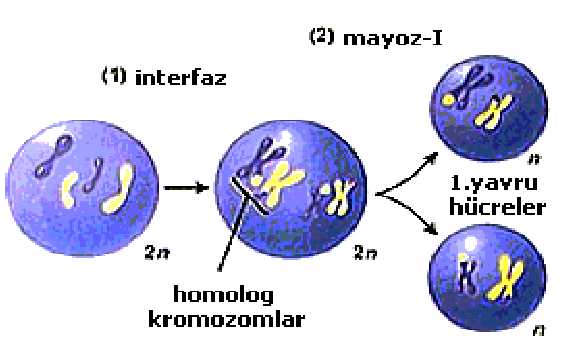 (2) mayoz-I
(1) interfaz
2n
2n
n
1.yavru
hücreler
n
homolog
kromozomlar